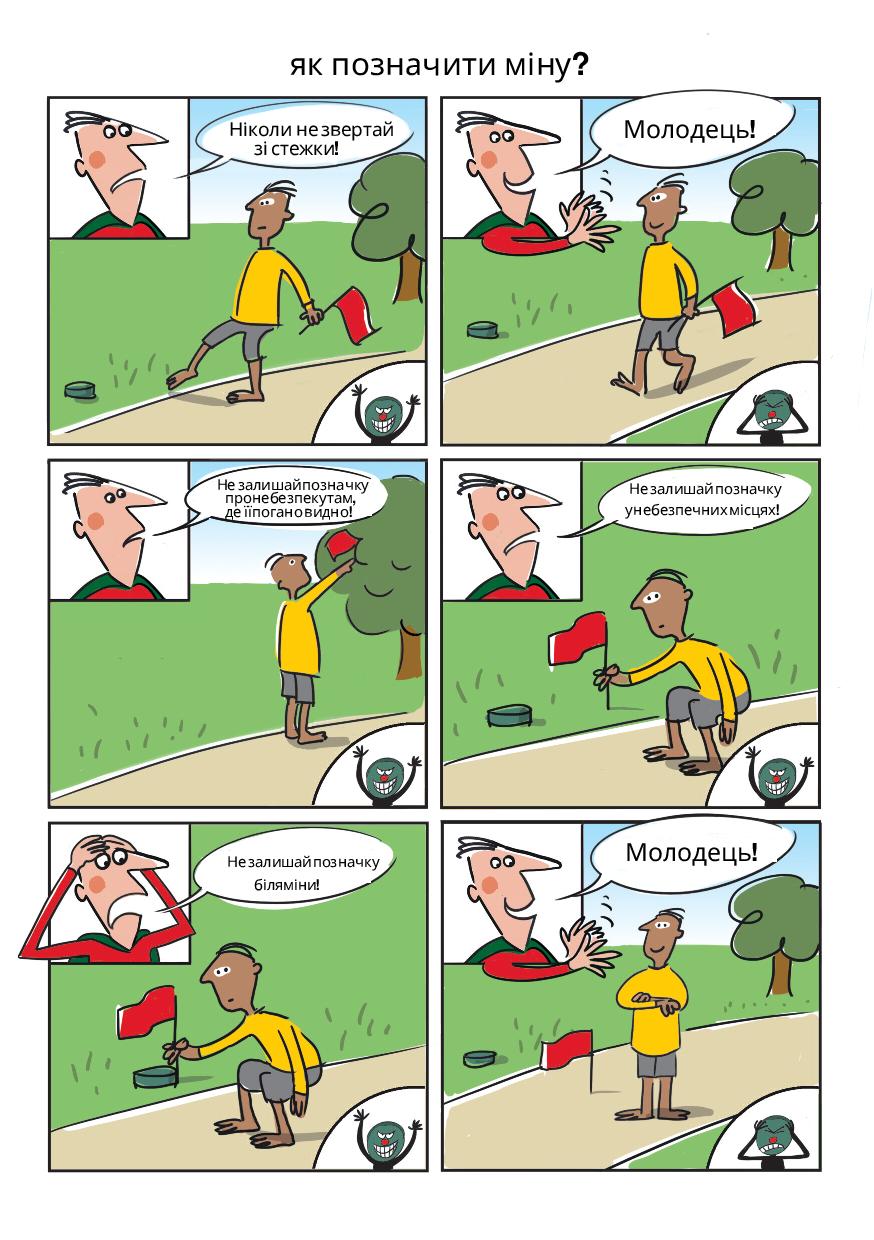 як позначити міну?
Ніколи не звертай
зі стежки!
Молодець!
Не залишай позначку
про небезпеку там,
де її погано видно!
Не залишай позначку
у небезпечних місцях!
Не залишай позначку
біля міни!
Молодець!